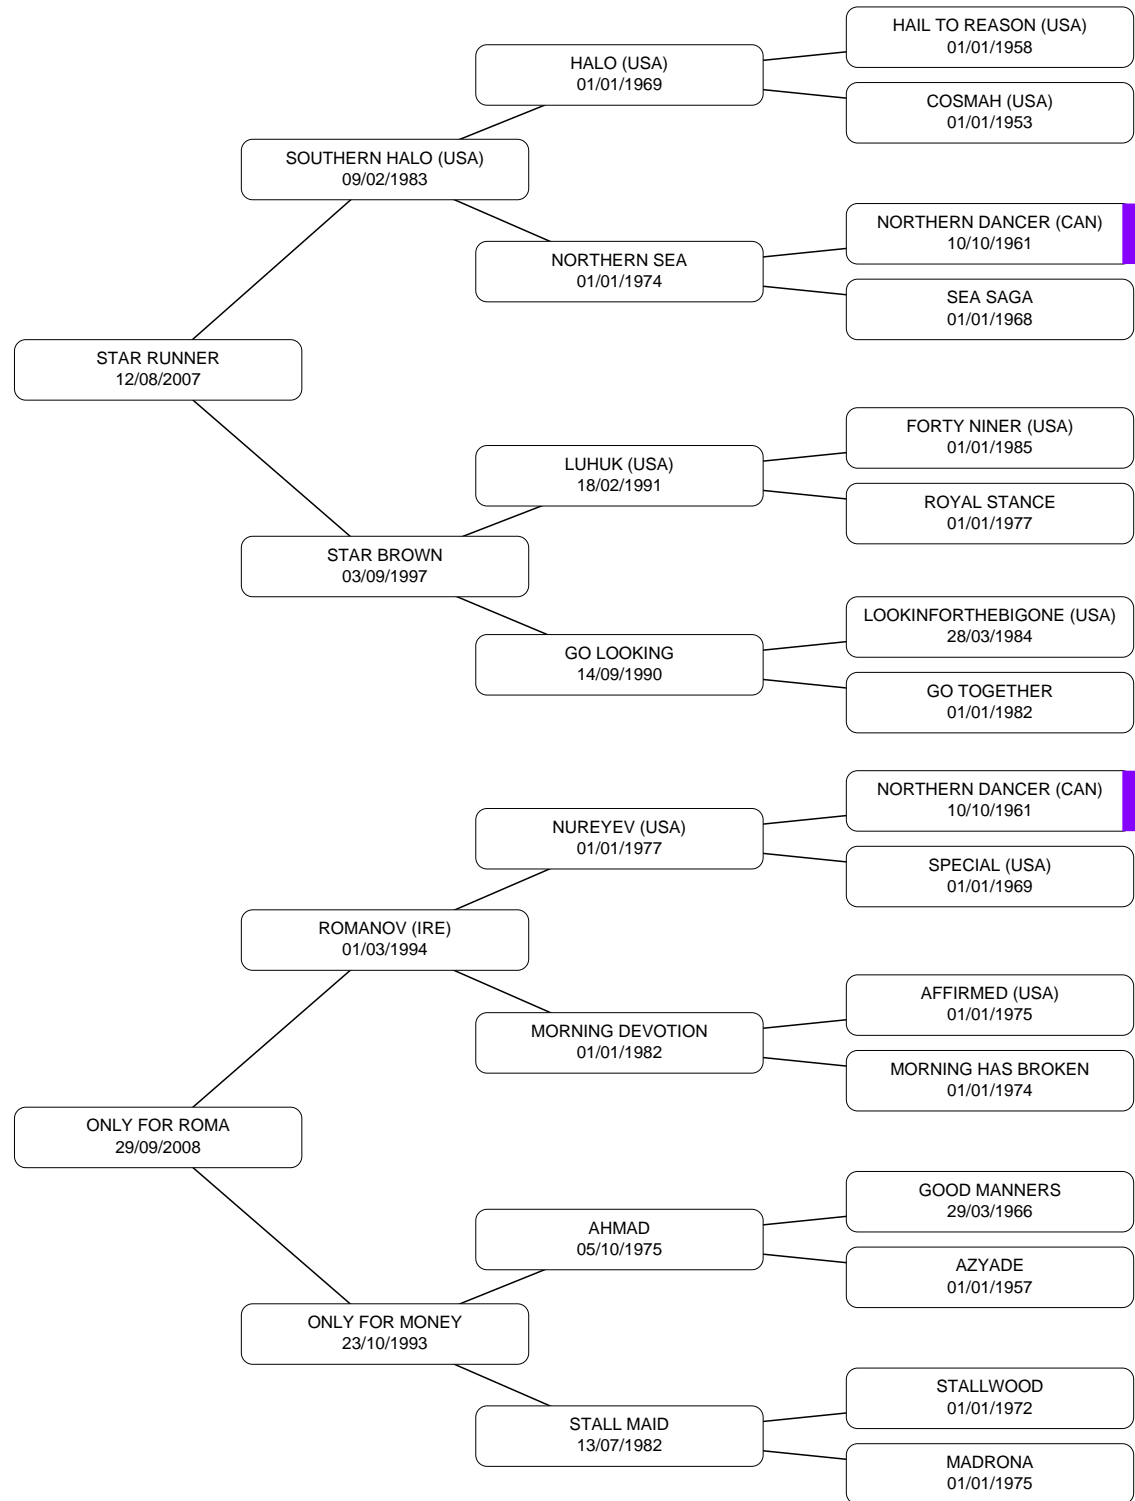 HAIL TO REASON (USA)
01/01/1958
HALO (USA)
01/01/1969
COSMAH (USA)
01/01/1953
SOUTHERN HALO (USA)
09/02/1983
NORTHERN DANCER (CAN)
10/10/1961
NORTHERN SEA
01/01/1974
SEA SAGA
01/01/1968
STAR RUNNER
12/08/2007
FORTY NINER (USA)
01/01/1985
LUHUK (USA)
18/02/1991
ROYAL STANCE
01/01/1977
STAR BROWN
03/09/1997
LOOKINFORTHEBIGONE (USA)
28/03/1984
GO LOOKING
14/09/1990
GO TOGETHER
01/01/1982
NORTHERN DANCER (CAN)
10/10/1961
NUREYEV (USA)
01/01/1977
SPECIAL (USA)
01/01/1969
ROMANOV (IRE)
01/03/1994
AFFIRMED (USA)
01/01/1975
MORNING DEVOTION
01/01/1982
MORNING HAS BROKEN
01/01/1974
ONLY FOR ROMA
29/09/2008
GOOD MANNERS
29/03/1966
AHMAD
05/10/1975
AZYADE
01/01/1957
ONLY FOR MONEY
23/10/1993
STALLWOOD
01/01/1972
STALL MAID
13/07/1982
MADRONA
01/01/1975